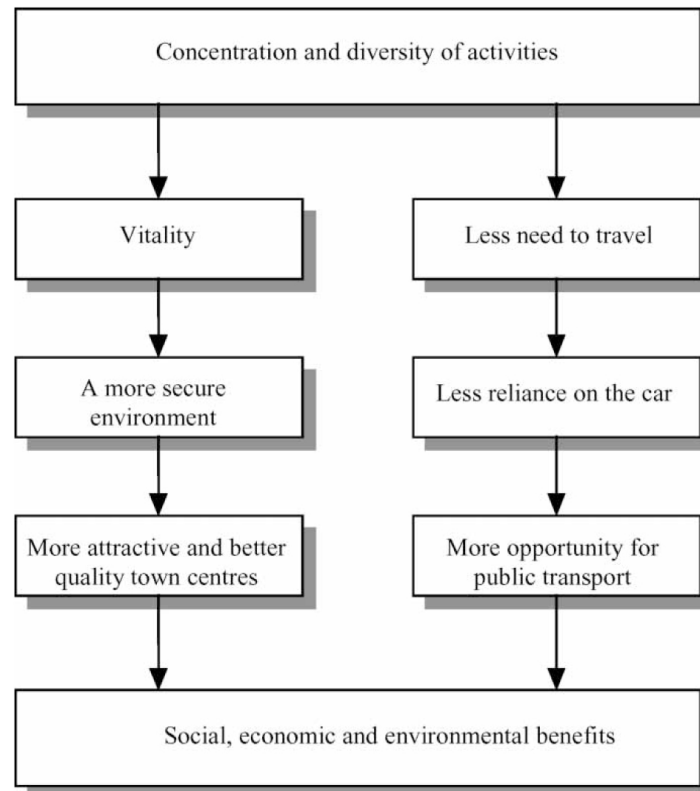 Concentration and diversity of activities
Vitality
Less need to travel
A more secure
environment
Less reliance on the car
More attractive and better
quality town centres
More opportunity for
public transport
Social, economic and environmental benefits